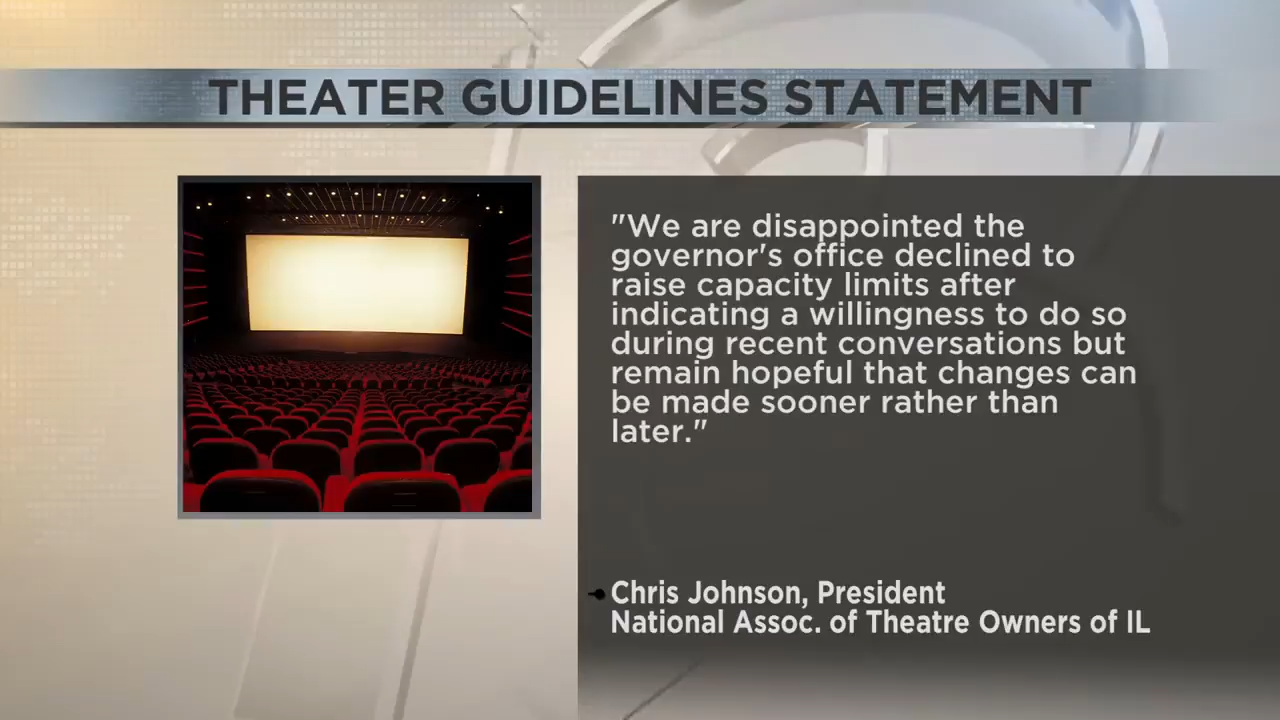 THEATER GUIDELINES STATEMENT
"We are disappointed the
governor's office declined to
raise capacity limits after
indicating a willingness to do so
during recent conversations but
remain hopeful that changes can
be made sooner rather than
later."
Chris Johnson, President
National Assoc. of Theatre Owners of IL